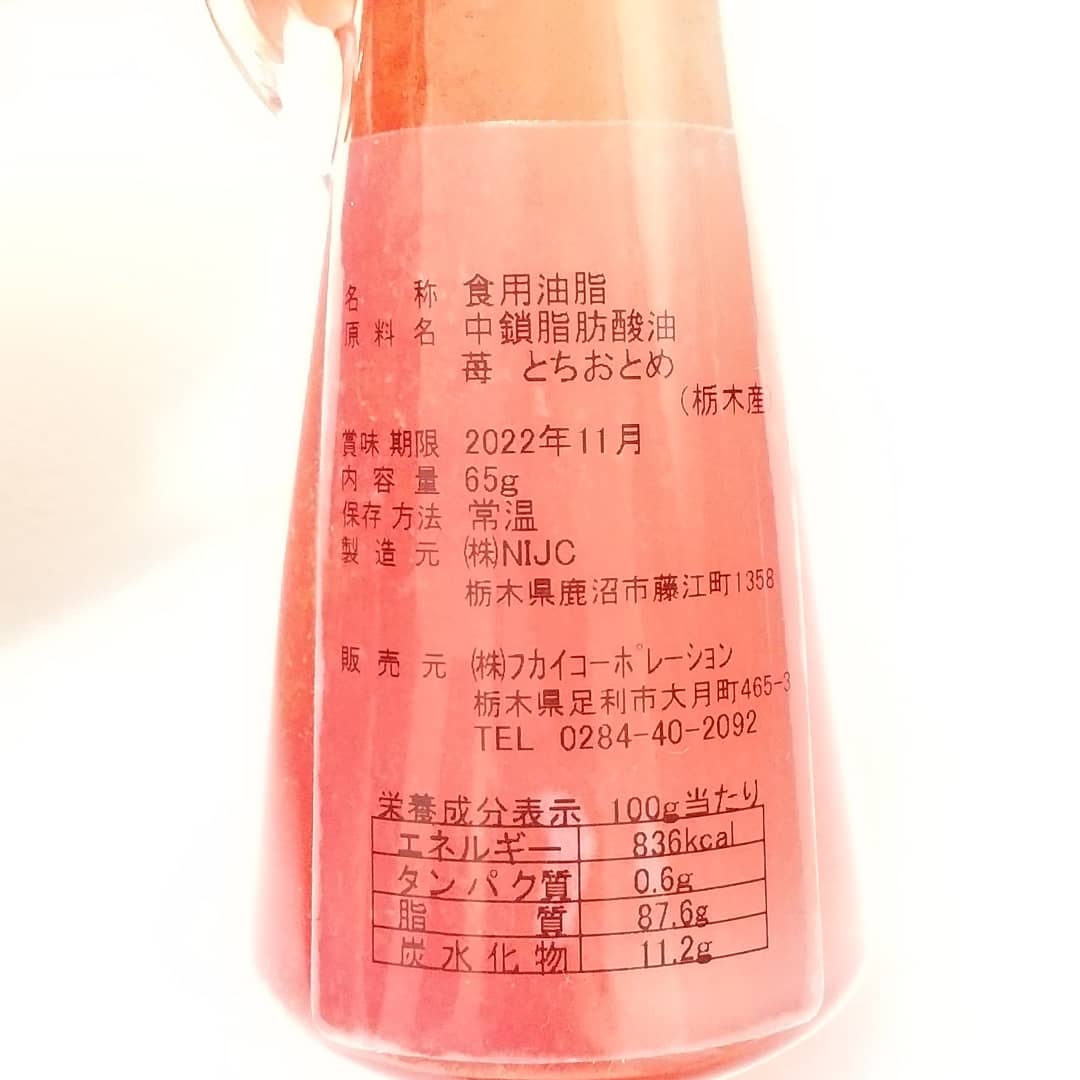 名称 食用油脂
原料名 中鎖脂肪酸油
苺 とちおとめ
(栃木産)
賞味期限 2022年11月
内容量 65g
保存方法 常温
製造元 ㈱NIJC
栃木県鹿沼市藤江町1358
販売元 ㈱フカイコーポレーション
栃木県足利市大月町465-3
TEL 0284-40-2092
栄養成分表示 100g当たり
エネルギー 836kcal
タンパク質 0.6g
脂質 87.6g
炭水化物 11.2g